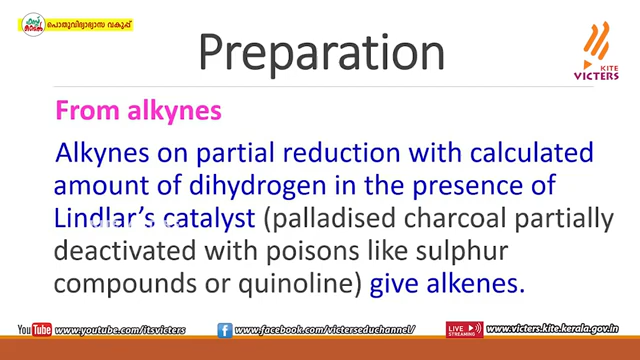 പൊതുവിദ്യാഭ്യാസ വകുപ്പ്
Preparation
KITE
VICTERS
From alkynes
Alkynes on partial reduction with calculated
amount of dihydrogen in the presence of
Lindlar's catalyst (palladised charcoal partially
deactivated with poisons like sulphur
compounds or quinoline) give alkenes.
YouTube www.youtube.com/itsvicters
f www.facebook.com/victerseduchannel/
LIVE STREAMING www.victers.kite.kerala.gov.in